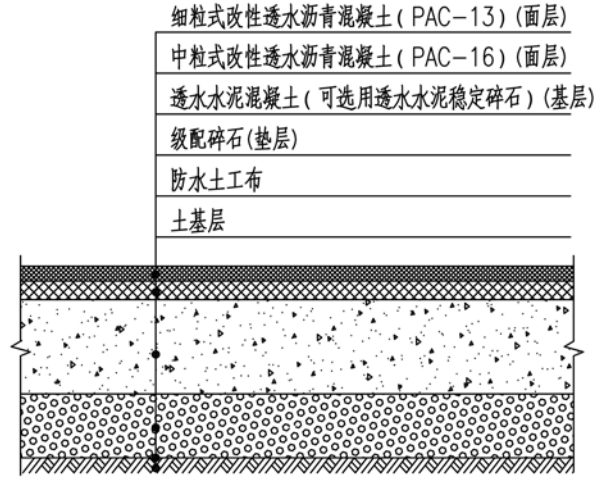 细粒式改性透水沥青混凝土(PAC-13)(面层)
中粒式改性透水沥青混凝土(PAC-16)(面层)
透水水泥混凝土(可选用透水水泥稳定碎石)(基层)
级配碎石(垫层)
防水土工布
土基层